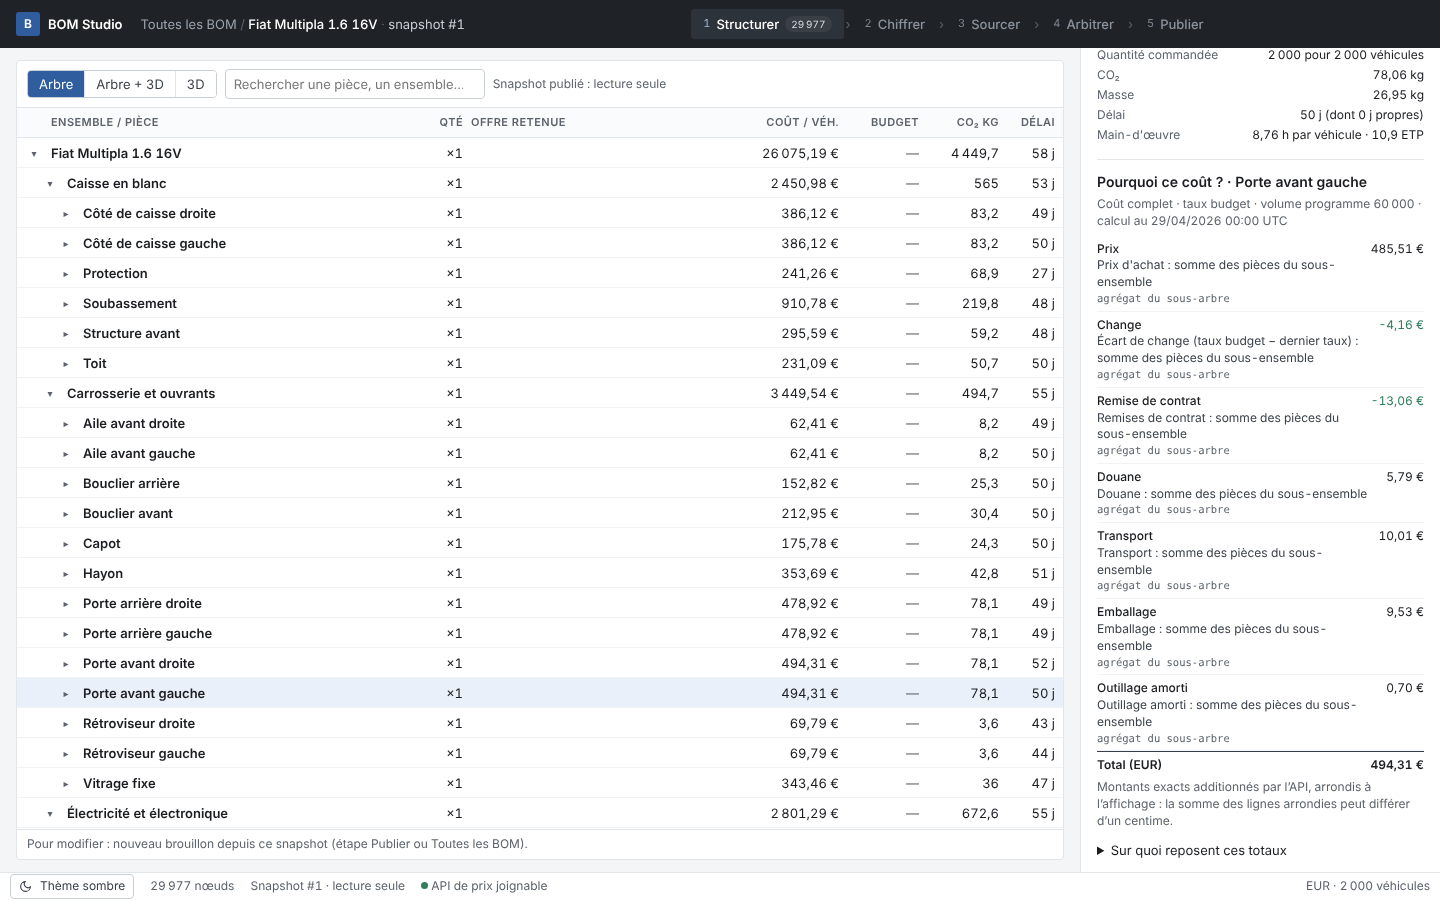 B BOM Studio Toutes les BOM / Fiat Multipla 1.6 16V · snapshot #1 1 Structurer 29 977 › 2 Chiffrer › 3 Sourcer › 4 Arbitrer › 5 Publier
Arbre Arbre + 3D 3D Rechercher une pièce, un ensemble... Snapshot publié : lecture seule
ENSEMBLE / PIÈCE QTÉ OFFRE RETENUE COÛT / VÉH. BUDGET CO₂ KG DÉLAI
Fiat Multipla 1.6 16V ×1 26 075,19 € — 4 449,7 58 j
Caisse en blanc ×1 2 450,98 € — 565 53 j
Côté de caisse droite ×1 386,12 € — 83,2 49 j
Côté de caisse gauche ×1 386,12 € — 83,2 50 j
Protection ×1 241,26 € — 68,9 27 j
Soubassement ×1 910,78 € — 219,8 48 j
Structure avant ×1 295,59 € — 59,2 48 j
Toit ×1 231,09 € — 50,7 50 j
Carrosserie et ouvrants ×1 3 449,54 € — 494,7 55 j
Aile avant droite ×1 62,41 € — 8,2 49 j
Aile avant gauche ×1 62,41 € — 8,2 50 j
Bouclier arrière ×1 152,82 € — 25,3 50 j
Bouclier avant ×1 212,95 € — 30,4 50 j
Capot ×1 175,78 € — 24,3 50 j
Hayon ×1 353,69 € — 42,8 51 j
Porte arrière droite ×1 478,92 € — 78,1 49 j
Porte arrière gauche ×1 478,92 € — 78,1 49 j
Porte avant droite ×1 494,31 € — 78,1 52 j
Porte avant gauche ×1 494,31 € — 78,1 50 j
Rétroviseur droite ×1 69,79 € — 3,6 43 j
Rétroviseur gauche ×1 69,79 € — 3,6 44 j
Vitrage fixe ×1 343,46 € — 36 47 j
Électricité et électronique ×1 2 801,29 € — 672,6 55 j
Pour modifier : nouveau brouillon depuis ce snapshot (étape Publier ou Toutes les BOM).
Quantité commandée 2 000 pour 2 000 véhicules
CO₂ 78,06 kg
Masse 26,95 kg
Délai 50 j (dont 0 j propres)
Main-d'œuvre 8,76 h par véhicule · 10,9 ETP
Pourquoi ce coût ? · Porte avant gauche
Coût complet · taux budget · volume programme 60 000 ·
calcul au 29/04/2026 00:00 UTC
Prix 485,51 €
Prix d'achat : somme des pièces du sous-
ensemble
agrégat du sous-arbre
Change -4,16 €
Écart de change (taux budget − dernier taux) :
somme des pièces du sous-ensemble
agrégat du sous-arbre
Remise de contrat -13,06 €
Remises de contrat : somme des pièces du
sous-ensemble
agrégat du sous-arbre
Douane 5,79 €
Douane : somme des pièces du sous-ensemble
agrégat du sous-arbre
Transport 10,01 €
Transport : somme des pièces du sous-
ensemble
agrégat du sous-arbre
Emballage 9,53 €
Emballage : somme des pièces du sous-
ensemble
agrégat du sous-arbre
Outillage amorti 0,70 €
Outillage amorti : somme des pièces du sous-
ensemble
agrégat du sous-arbre
Total (EUR) 494,31 €
Montants exacts additionnés par l’API, arrondis à
l’affichage : la somme des lignes arrondies peut différer
d’un centime.
Sur quoi reposent ces totaux
Thème sombre 29 977 nœuds Snapshot #1 · lecture seule API de prix joignable EUR · 2 000 véhicules